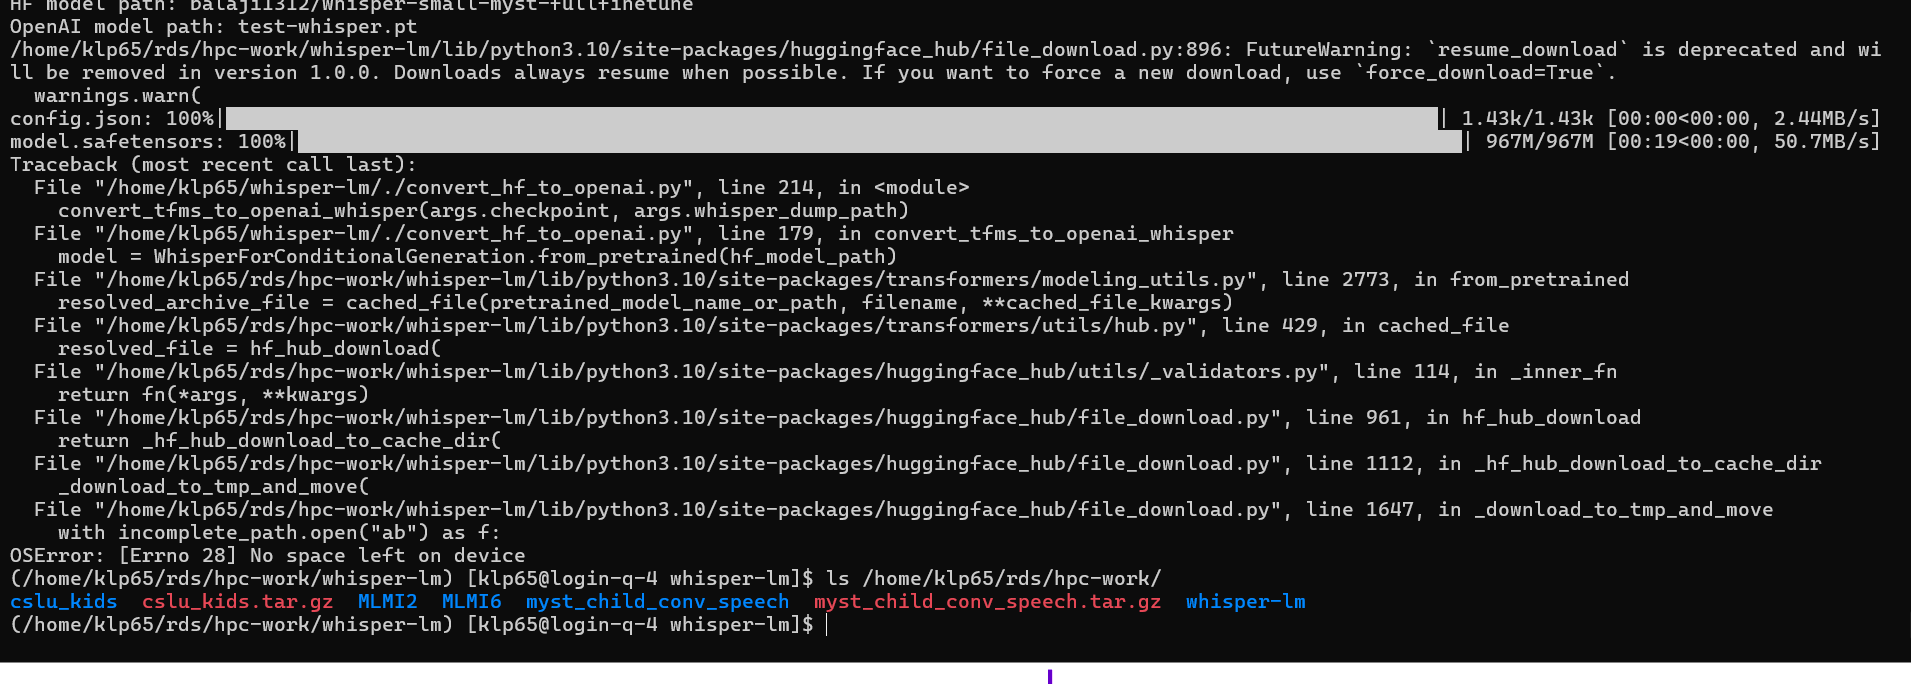 HF model path: balaji1312/whisper-small-myst-fullfinetune
OpenAI model path: test-whisper.pt
/home/klp65/rds/hpc-work/whisper-lm/lib/python3.10/site-packages/huggingface_hub/file_download.py:896: FutureWarning: `resume_download` is deprecated and wi
ll be removed in version 1.0.0. Downloads always resume when possible. If you want to force a new download, use `force_download=True`.
  warnings.warn(
config.json: 100%| | 1.43k/1.43k [00:00<00:00, 2.44MB/s]
model.safetensors: 100%| | 967M/967M [00:19<00:00, 50.7MB/s]
Traceback (most recent call last):
  File "/home/klp65/whisper-lm/./convert_hf_to_openai.py", line 214, in <module>
    convert_tfms_to_openai_whisper(args.checkpoint, args.whisper_dump_path)
  File "/home/klp65/whisper-lm/./convert_hf_to_openai.py", line 179, in convert_tfms_to_openai_whisper
    model = WhisperForConditionalGeneration.from_pretrained(hf_model_path)
  File "/home/klp65/rds/hpc-work/whisper-lm/lib/python3.10/site-packages/transformers/modeling_utils.py", line 2773, in from_pretrained
    resolved_archive_file = cached_file(pretrained_model_name_or_path, filename, **cached_file_kwargs)
  File "/home/klp65/rds/hpc-work/whisper-lm/lib/python3.10/site-packages/transformers/utils/hub.py", line 429, in cached_file
    resolved_file = hf_hub_download(
  File "/home/klp65/rds/hpc-work/whisper-lm/lib/python3.10/site-packages/huggingface_hub/utils/_validators.py", line 114, in _inner_fn
    return fn(*args, **kwargs)
  File "/home/klp65/rds/hpc-work/whisper-lm/lib/python3.10/site-packages/huggingface_hub/file_download.py", line 961, in hf_hub_download
    return _hf_hub_download_to_cache_dir(
  File "/home/klp65/rds/hpc-work/whisper-lm/lib/python3.10/site-packages/huggingface_hub/file_download.py", line 1112, in _hf_hub_download_to_cache_dir
    _download_to_tmp_and_move(
  File "/home/klp65/rds/hpc-work/whisper-lm/lib/python3.10/site-packages/huggingface_hub/file_download.py", line 1647, in _download_to_tmp_and_move
    with incomplete_path.open("ab") as f:
OSError: [Errno 28] No space left on device
(/home/klp65/rds/hpc-work/whisper-lm) [klp65@login-q-4 whisper-lm]$ ls /home/klp65/rds/hpc-work/
cslu_kids  cslu_kids.tar.gz  MLMI2  MLMI6  myst_child_conv_speech  myst_child_conv_speech.tar.gz  whisper-lm
(/home/klp65/rds/hpc-work/whisper-lm) [klp65@login-q-4 whisper-lm]$